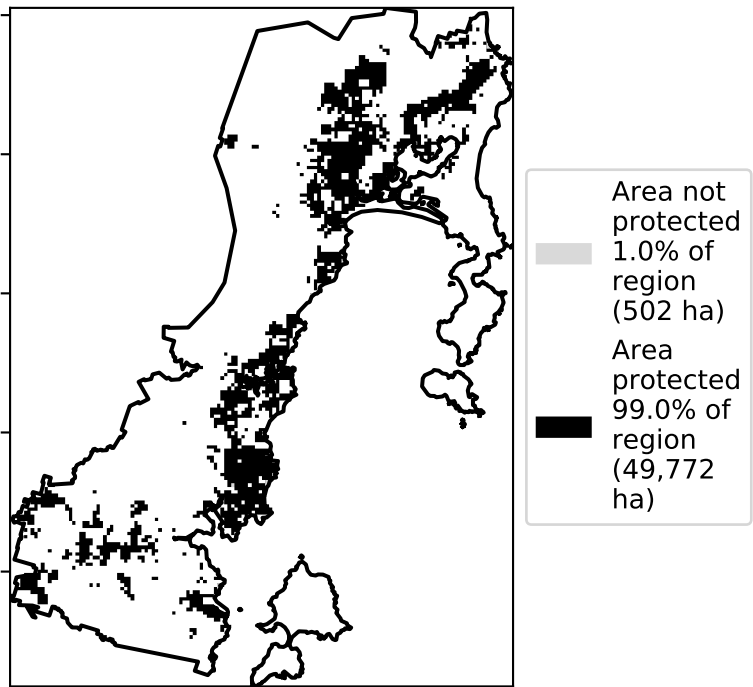 Area not
protected
1.0% of
region
(502 ha)
Area
protected
99.0% of
region
(49,772
ha)